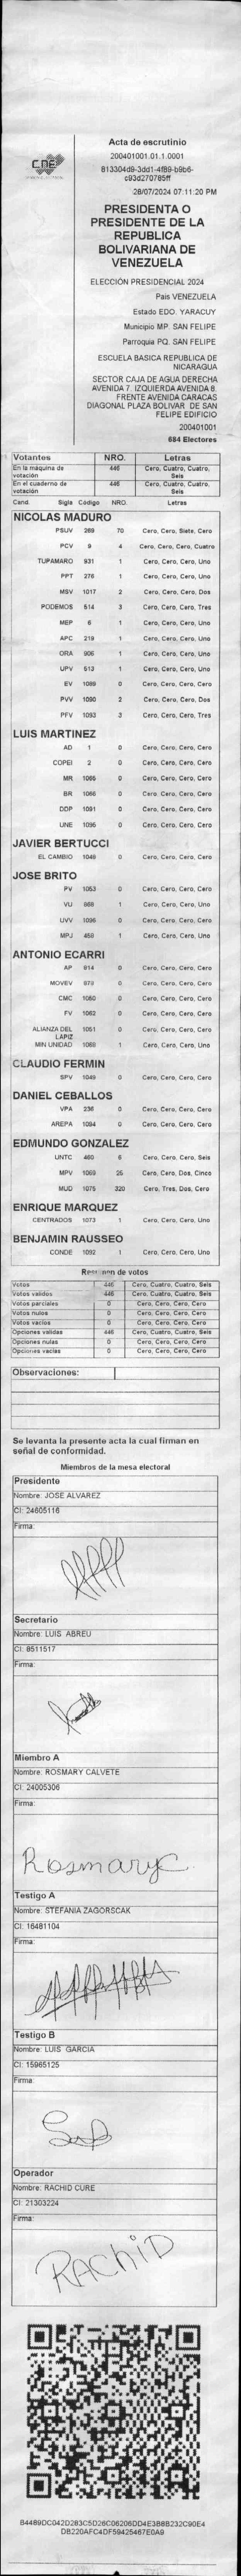 CNE
Acta de escrutinio
200401001.01.1.0001
813304d9-3dd1-4f89-b9b6-
c93d270785ff
28/07/2024 07:11:20 PM
PRESIDENTA O
PRESIDENTE DE LA
REPUBLICA
BOLIVARIANA DE
VENEZUELA
ELECCIÓN PRESIDENCIAL 2024
Pais VENEZUELA
Estado EDO. YARACUY
Municipio MP. SAN FELIPE
Parroquia PQ. SAN FELIPE
ESCUELA BASICA REPUBLICA DE
NICARAGUA
SECTOR CAJA DE AGUA DERECHA
AVENIDA 7. IZQUIERDA AVENIDA 8.
FRENTE AVENIDA CARACAS
DIAGONAL PLAZA BOLIVAR DE SAN
FELIPE EDIFICIO
200401001
684 Electores
Votantes NRO. Letras
En la máquina de votación 446 Cero, Cuatro, Cuatro, Seis
En el cuaderno de votación 446 Cero, Cuatro, Cuatro, Seis
Cand. Sigla Código NRO. Letras
NICOLAS MADURO
PSUV 269 70 Cero, Cero, Siete, Cero
PCV 9 4 Cero, Cero, Cero, Cuatro
TUPAMARO 931 1 Cero, Cero, Cero, Uno
PPT 276 1 Cero, Cero, Cero, Uno
MSV 1017 2 Cero, Cero, Cero, Dos
PODEMOS 514 3 Cero, Cero, Cero, Tres
MEP 6 1 Cero, Cero, Cero, Uno
APC 219 1 Cero, Cero, Cero, Uno
ORA 906 1 Cero, Cero, Cero, Uno
UPV 513 1 Cero, Cero, Cero, Uno
EV 1089 0 Cero, Cero, Cero, Cero
PVV 1090 2 Cero, Cero, Cero, Dos
PFV 1093 3 Cero, Cero, Cero, Tres
LUIS MARTINEZ
AD 1 0 Cero, Cero, Cero, Cero
COPEI 2 0 Cero, Cero, Cero, Cero
MR 1065 0 Cero, Cero, Cero, Cero
BR 1066 0 Cero, Cero, Cero, Cero
DDP 1091 0 Cero, Cero, Cero, Cero
UNE 1095 0 Cero, Cero, Cero, Cero
JAVIER BERTUCCI
EL CAMBIO 1048 0 Cero, Cero, Cero, Cero
JOSE BRITO
PV 1053 0 Cero, Cero, Cero, Cero
VU 868 1 Cero, Cero, Cero, Uno
UVV 1096 0 Cero, Cero, Cero, Cero
MPJ 459 1 Cero, Cero, Cero, Uno
ANTONIO ECARRI
AP 814 0 Cero, Cero, Cero, Cero
MOVEV 979 0 Cero, Cero, Cero, Cero
CMC 1060 0 Cero, Cero, Cero, Cero
FV 1062 0 Cero, Cero, Cero, Cero
ALIANZA DEL LAPIZ 1051 0 Cero, Cero, Cero, Cero
MIN UNIDAD 1088 1 Cero, Cero, Cero, Uno
CLAUDIO FERMIN
SPV 1049 0 Cero, Cero, Cero, Cero
DANIEL CEBALLOS
VPA 236 0 Cero, Cero, Cero, Cero
AREPA 1094 0 Cero, Cero, Cero, Cero
EDMUNDO GONZALEZ
UNTC 460 6 Cero, Cero, Cero, Seis
MPV 1069 25 Cero, Cero, Dos, Cinco
MUD 1075 320 Cero, Tres, Dos, Cero
ENRIQUE MARQUEZ
CENTRADOS 1073 1 Cero, Cero, Cero, Uno
BENJAMIN RAUSSEO
CONDE 1092 1 Cero, Cero, Cero, Uno
Resumen de votos
Votos 446 Cero, Cuatro, Cuatro, Seis
Votos validos 446 Cero, Cuatro, Cuatro, Seis
Votos parciales 0 Cero, Cero, Cero, Cero
Votos nulos 0 Cero, Cero, Cero, Cero
Votos vacios 0 Cero, Cero, Cero, Cero
Opciones validas 446 Cero, Cuatro, Cuatro, Seis
Opciones nulas 0 Cero, Cero, Cero, Cero
Opciones vacias 0 Cero, Cero, Cero, Cero
Observaciones:
Se levanta la presente acta la cual firman en
señal de conformidad.
Miembros de la mesa electoral
Presidente
Nombre: JOSE ALVAREZ
CI: 24605116
Firma:
Secretario
Nombre: LUIS ABREU
CI: 8511517
Firma:
Miembro A
Nombre: ROSMARY CALVETE
CI: 24005306
Firma:
Rosmaryc
Testigo A
Nombre: STEFANIA ZAGORSCAK
CI: 16481104
Firma:
Testigo B
Nombre: LUIS GARCIA
CI: 15965125
Firma:
Operador
Nombre: RACHID CURE
CI: 21303224
Firma:
RACHID
B4489DC042D2B3C5D26C06206DD4E3B8B232C90E4
DB220AFC4DF59425467E0A9